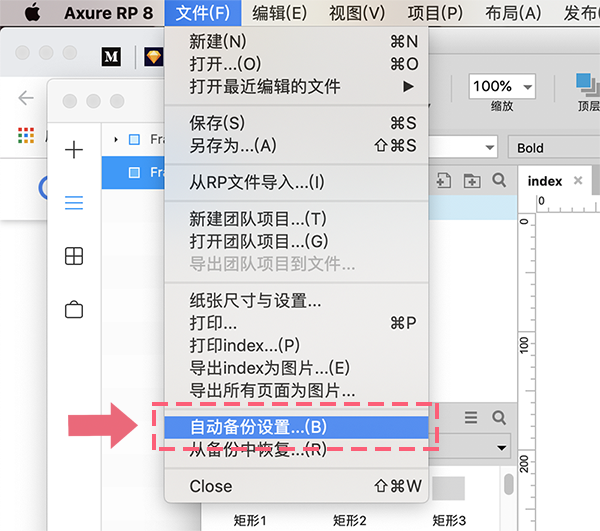 Axure RP 8 文件(F) 编辑(E) 视图(V) 项目(P) 布局(A) 发布
新建(N) ⌘N
打开...(O) ⌘O
打开最近编辑的文件
100%
缩放
顶层
保存(S) ⌘S
另存为...(A) ⇧⌘S
Fra
Bold
Fra
从RP文件导入...(I)
index
0
新建团队项目...(T)
打开团队项目...(G)
导出团队项目到文件...
0
纸张尺寸与设置...
打印... ⌘P
打印index...(P)
100
导出index为图片...(E)
导出所有页面为图片...
自动备份设置...(B)
从备份中恢复...(R)
200
Close ⇧⌘W
矩形1 矩形2 矩形3